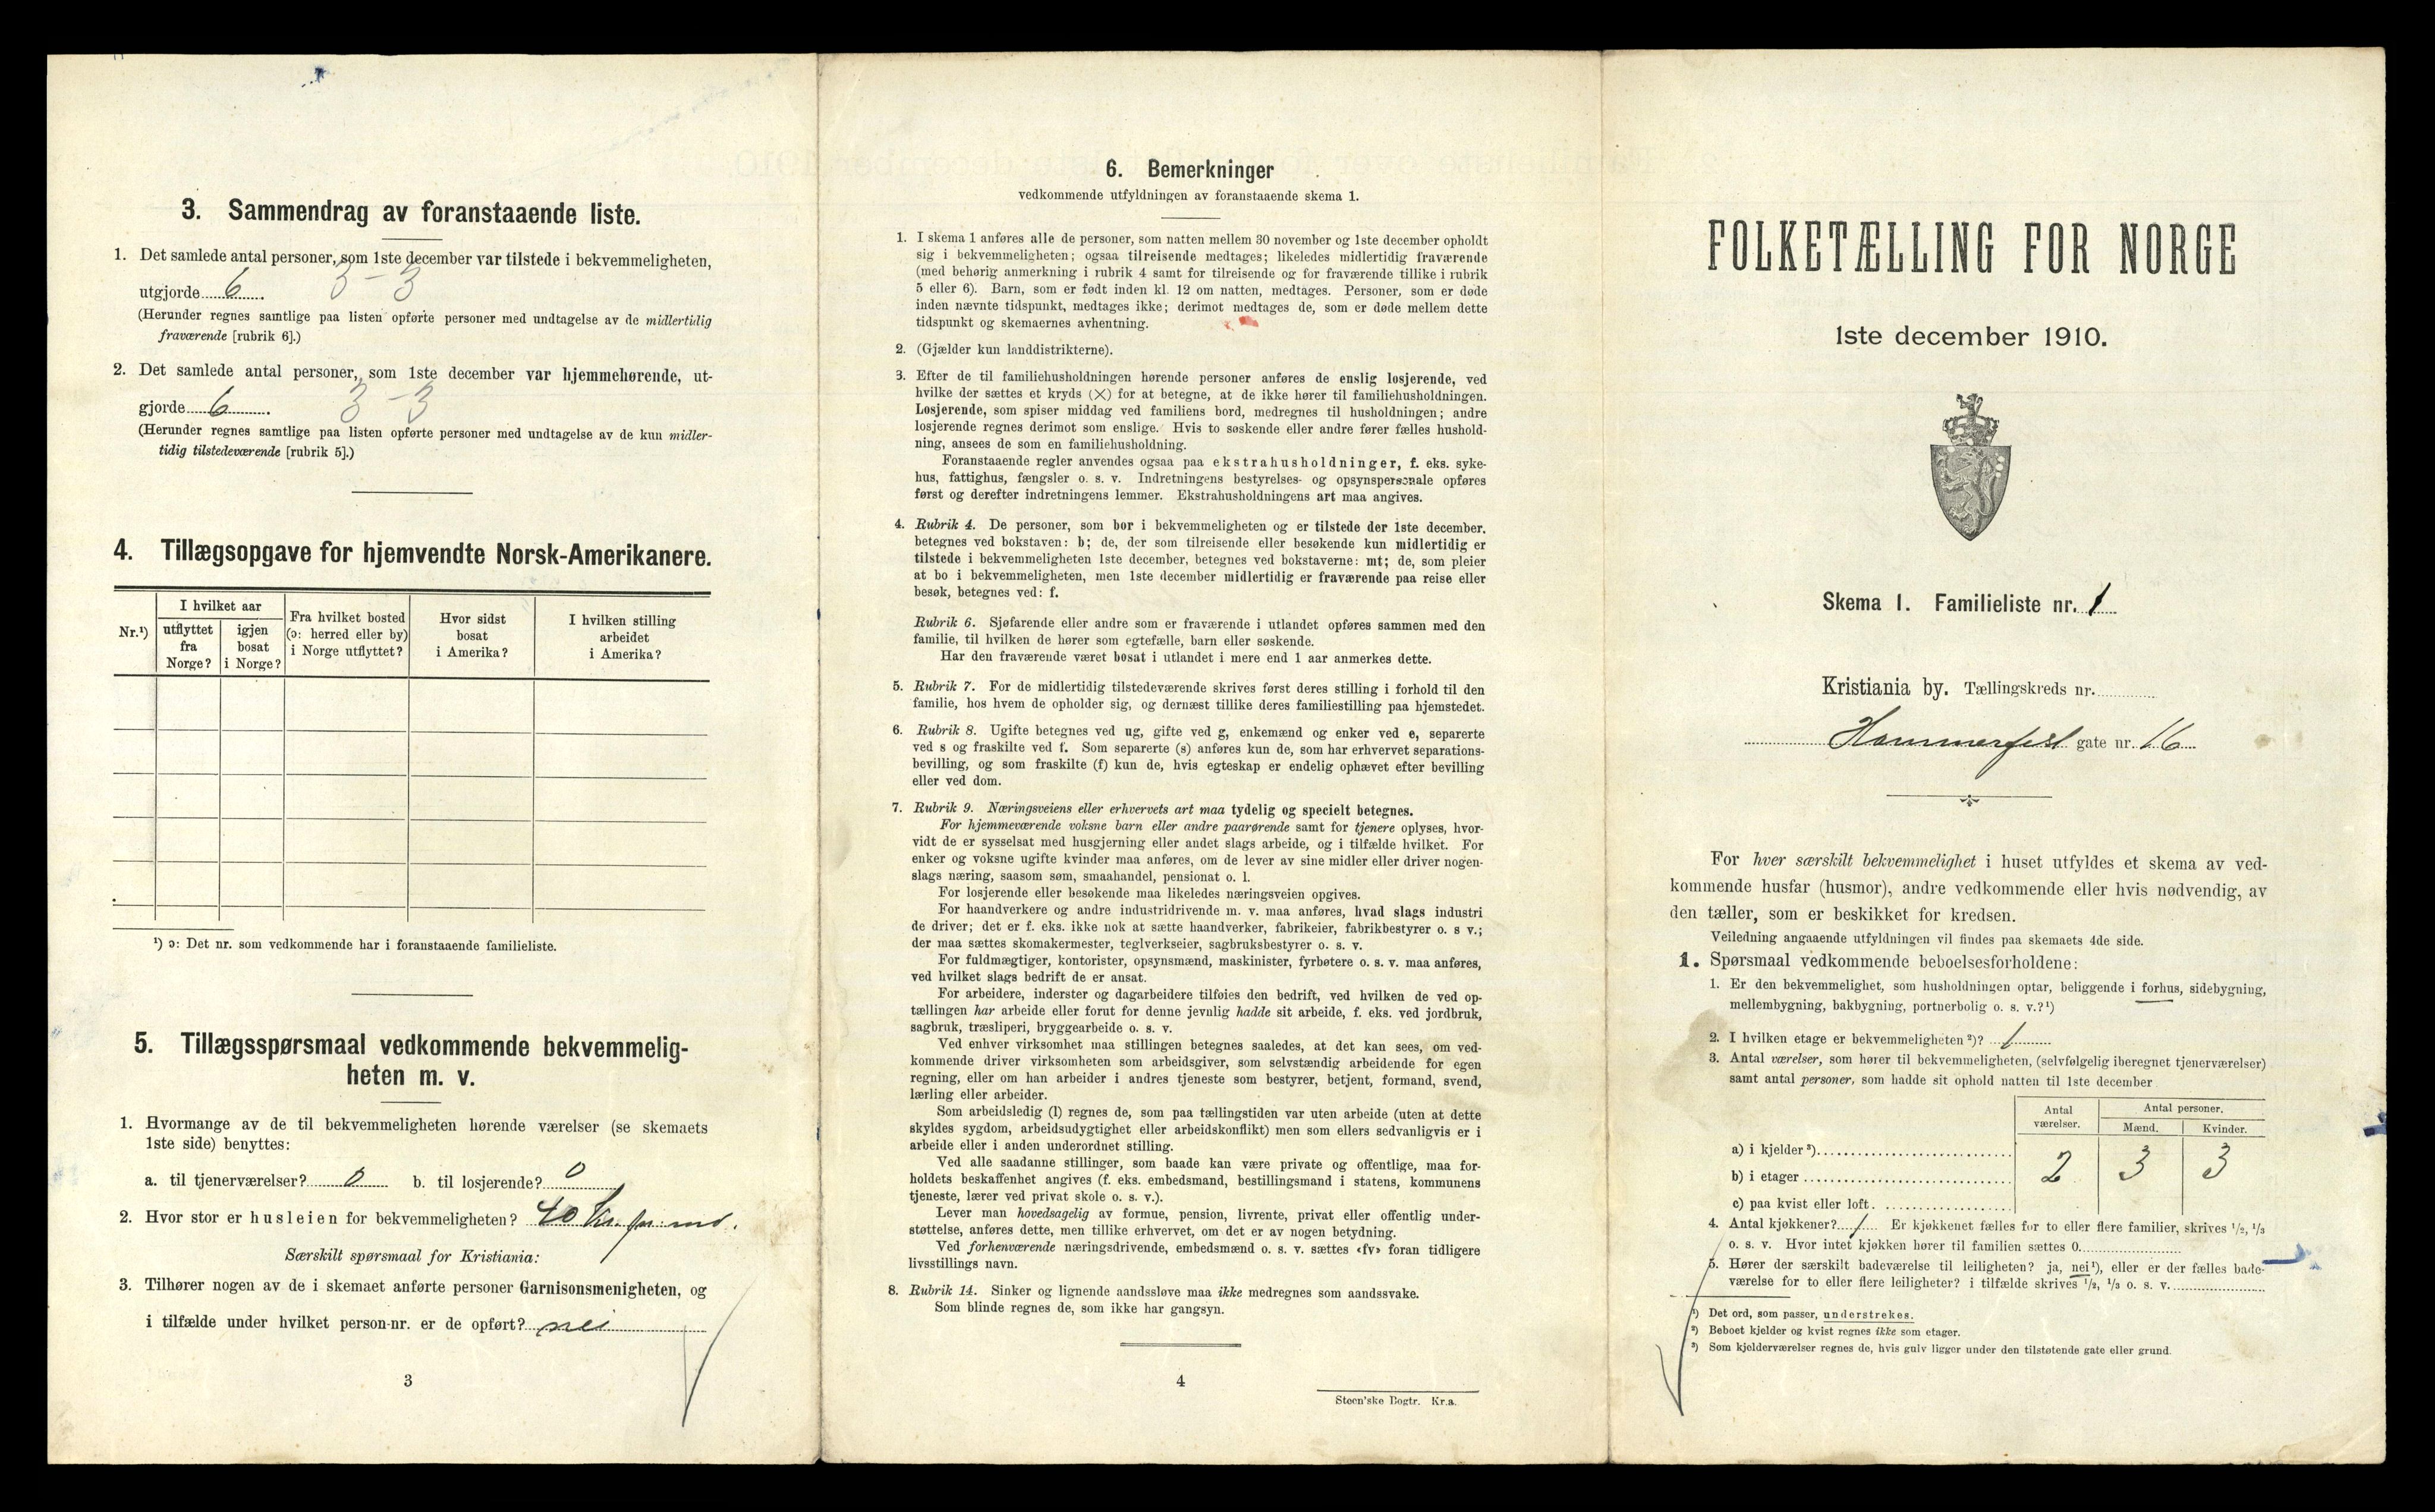 3. Sammendrag av foranstaaende liste.
1. Det samlede antal personer, som 1ste december var tilstede i bekvemmeligheten,
utgjorde 6. 3-3
(Herunder regnes samtlige paa listen opførte personer med undtagelse av de midlertidig
fraværende [rubrik 6].)
2. Det samlede antal personer, som 1ste december var hjemmehørende, ut-
gjorde 6. 3-3
(Herunder regnes samtlige paa listen opførte personer med undtagelse av de kun midler-
tidig tilstedeværende [rubrik 5].)
4. Tillægsopgave for hjemvendte Norsk-Amerikanere.
Nr.¹)
I hvilket aar
utflyttet
fra
Norge?
igjen
bosat
i Norge?
Fra hvilket bosted
(ɔ: herred eller by)
i Norge utflyttet?
Hvor sidst
bosat
i Amerika?
I hvilken stilling
arbeidet
i Amerika?
¹) ɔ: Det nr. som vedkommende har i foranstaaende familieliste.
5. Tillægsspørsmaal vedkommende bekvemmelig-
heten m. v.
1. Hvormange av de til bekvemmeligheten hørende værelser (se skemaets
1ste side) benyttes:
a. til tjenerværelser? 0 b. til losjerende? 0
2. Hvor stor er husleien for bekvemmeligheten? 40 Kr. pr. md.
Særskilt spørsmaal for Kristiania:
3. Tilhører nogen av de i skemaet anførte personer Garnisonsmenigheten, og
i tilfælde under hvilket person-nr. er de opført? nei
3
6. Bemerkninger
vedkommende utfyldningen av foranstaaende skema 1.
1. I skema 1 anføres alle de personer, som natten mellem 30 november og 1ste december opholdt
sig i bekvemmeligheten; ogsaa tilreisende medtages; likeledes midlertidig fraværende
(med behørig anmerkning i rubrik 4 samt for tilreisende og for fraværende tillike i rubrik
5 eller 6). Barn, som er født inden kl. 12 om natten, medtages. Personer, som er døde
inden nævnte tidspunkt, medtages ikke; derimot medtages de, som er døde mellem dette
tidspunkt og skemaernes avhentning.
2. (Gjælder kun landdistrikterne).
3. Efter de til familiehusholdningen hørende personer anføres de enslig losjerende, ved
hvilke der sættes et kryds (×) for at betegne, at de ikke hører til familiehusholdningen.
Losjerende, som spiser middag ved familiens bord, medregnes til husholdningen; andre
losjerende regnes derimot som enslige. Hvis to søskende eller andre fører fælles hushold-
ning, ansees de som en familiehusholdning.
Foranstaaende regler anvendes ogsaa paa ekstrahusholdninger, f. eks. syke-
hus, fattighus, fængsler o. s. v. Indretningens bestyrelses- og opsynspersonale opføres
først og derefter indretningens lemmer. Ekstrahusholdningens art maa angives.
4. Rubrik 4. De personer, som bor i bekvemmeligheten og er tilstede der 1ste december,
betegnes ved bokstaven: b; de, der som tilreisende eller besøkende kun midlertidig er
tilstede i bekvemmeligheten 1ste december, betegnes ved bokstaverne: mt; de, som pleier
at bo i bekvemmeligheten, men 1ste december midlertidig er fraværende paa reise eller
besøk, betegnes ved: f.
Rubrik 6. Sjøfarende eller andre som er fraværende i utlandet opføres sammen med den
familie, til hvilken de hører som egtefælle, barn eller søskende.
Har den fraværende været bosat i utlandet i mere end 1 aar anmerkes dette.
5. Rubrik 7. For de midlertidig tilstedeværende skrives først deres stilling i forhold til den
familie, hos hvem de opholder sig, og dernæst tillike deres familiestilling paa hjemstedet.
6. Rubrik 8. Ugifte betegnes ved ug, gifte ved g, enkemænd og enker ved e, separerte
ved s og fraskilte ved f. Som separerte (s) anføres kun de, som har erhvervet separations-
bevilling, og som fraskilte (f) kun de, hvis egteskap er endelig ophævet efter bevilling
eller ved dom.
7. Rubrik 9. Næringsveiens eller erhvervets art maa tydelig og specielt betegnes.
For hjemmeværende voksne barn eller andre paarørende samt for tjenere oplyses, hvor-
vidt de er sysselsat med husgjerning eller andet slags arbeide, og i tilfælde hvilket. For
enker og voksne ugifte kvinder maa anføres, om de lever av sine midler eller driver nogen-
slags næring, saasom søm, smaahandel, pensionat o. l.
For losjerende eller besøkende maa likeledes næringsveien opgives.
For haandverkere og andre industridrivende m. v. maa anføres, hvad slags industri
de driver; det er f. eks. ikke nok at sætte haandverker, fabrikeier, fabrikbestyrer o. s v.;
der maa sættes skomakermester, teglverkseier, sagbruksbestyrer o. s. v.
For fuldmægtiger, kontorister, opsynsmænd, maskinister, fyrbøtere o. s. v. maa anføres,
ved hvilket slags bedrift de er ansat.
For arbeidere, inderster og dagarbeidere tilføies den bedrift, ved hvilken de ved op-
tællingen har arbeide eller forut for denne jevnlig hadde sit arbeide, f. eks. ved jordbruk,
sagbruk, træsliperi, bryggearbeide o. s. v.
Ved enhver virksomhet maa stillingen betegnes saaledes, at det kan sees, om ved-
kommende driver virksomheten som arbeidsgiver, som selvstændig arbeidende for egen
regning, eller om han arbeider i andres tjeneste som bestyrer, betjent, formand, svend,
lærling eller arbeider.
Som arbeidsledig (l) regnes de, som paa tællingstiden var uten arbeide (uten at dette
skyldes sygdom, arbeidsudygtighet eller arbeidskonflikt) men som ellers sedvanligvis er i
arbeide eller i anden underordnet stilling.
Ved alle saadanne stillinger, som baade kan være private og offentlige, maa for-
holdets beskaffenhet angives (f. eks. embedsmand, bestillingsmand i statens, kommunens
tjeneste, lærer ved privat skole o. s. v.).
Lever man hovedsagelig av formue, pension, livrente, privat eller offentlig under-
støttelse, anføres dette, men tillike erhvervet, om det er av nogen betydning.
Ved forhenværende næringsdrivende, embedsmænd o. s. v. sættes «fv» foran tidligere
livsstillings navn.
8. Rubrik 14. Sinker og lignende aandssløve maa ikke medregnes som aandssvake.
Som blinde regnes de, som ikke har gangsyn.
4
Steen'ske Bogtr. Kr.a.
FOLKETÆLLING FOR NORGE
1ste december 1910.
Skema 1. Familieliste nr. 1
Kristiania by. Tællingskreds nr.
Hammerfest gate nr. 16
For hver særskilt bekvemmelighet i huset utfyldes et skema av ved-
kommende husfar (husmor), andre vedkommende eller hvis nødvendig, av
den tæller, som er beskikket for kredsen.
Veiledning angaaende utfyldningen vil findes paa skemaets 4de side.
1. Spørsmaal vedkommende beboelsesforholdene:
1. Er den bekvemmelighet, som husholdningen optar, beliggende i forhus, sidebygning,
mellembygning, bakbygning, portnerbolig o. s. v.?¹)
2. I hvilken etage er bekvemmeligheten ²)? 1
3. Antal værelser, som hører til bekvemmeligheten, (selvfølgelig iberegnet tjenerværelser)
samt antal personer, som hadde sit ophold natten til 1ste december
Antal
værelser.
Antal personer.
Mænd. Kvinder.
a) i kjelder ³)
b) i etager 2 3 3
c) paa kvist eller loft.
4. Antal kjøkkener? 1 Er kjøkkenet fælles for to eller flere familier, skrives 1/2, 1/3
o. s. v. Hvor intet kjøkken hører til familien sættes 0.
5. Hører der særskilt badeværelse til leiligheten? ja, nei ¹), eller er der fælles bade-
værelse for to eller flere leiligheter? i tilfælde skrives 1/2, 1/3 o. s. v.
¹) Det ord, som passer, understrekes.
²) Beboet kjelder og kvist regnes ikke som etager.
³) Som kjelderværelser regnes de, hvis gulv ligger under den tilstøtende gate eller grund.